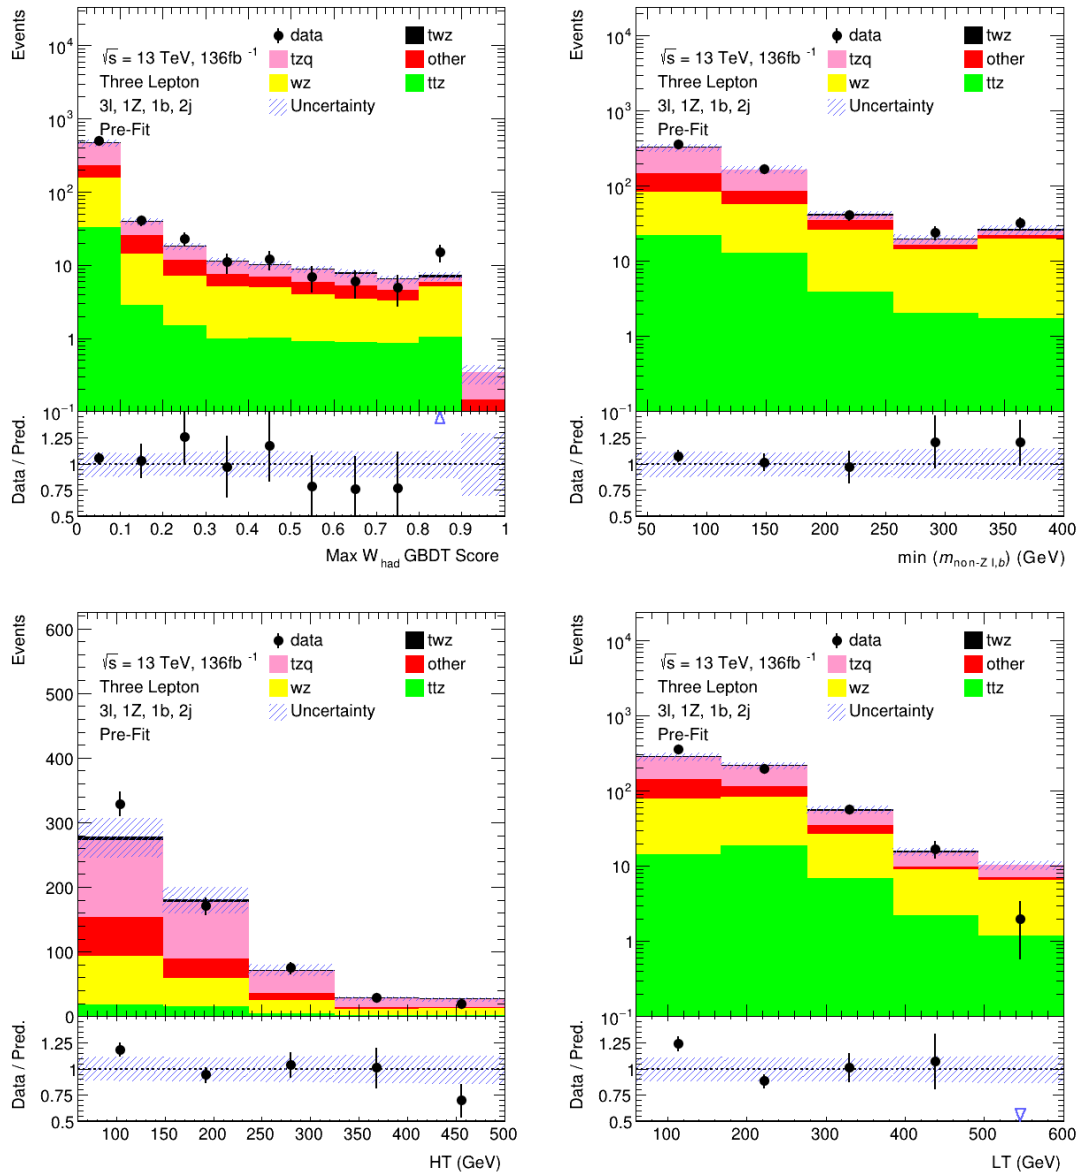 Events
10⁴
10³
10²
10
1
10⁻¹
data
tzq
wz
Uncertainty
twz
other
ttz
√s = 13 TeV, 136fb ⁻¹
Three Lepton
3l, 1Z, 1b, 2j
Pre-Fit
Data / Pred.
1.25
1
0.75
0.5
0 0.1 0.2 0.3 0.4 0.5 0.6 0.7 0.8 0.9 1
Max W_had GBDT Score
Events
10⁴
10³
10²
10
1
10⁻¹
data
tzq
wz
Uncertainty
twz
other
ttz
√s = 13 TeV, 136fb ⁻¹
Three Lepton
3l, 1Z, 1b, 2j
Pre-Fit
Data / Pred.
1.25
1
0.75
0.5
50 100 150 200 250 300 350 400
min (m_non-Z l,b) (GeV)
Events
600
500
400
300
200
100
0
data
tzq
wz
Uncertainty
twz
other
ttz
√s = 13 TeV, 136fb ⁻¹
Three Lepton
3l, 1Z, 1b, 2j
Pre-Fit
Data / Pred.
1.25
1
0.75
0.5
100 150 200 250 300 350 400 450 500
HT (GeV)
Events
10⁴
10³
10²
10
1
10⁻¹
data
tzq
wz
Uncertainty
twz
other
ttz
√s = 13 TeV, 136fb ⁻¹
Three Lepton
3l, 1Z, 1b, 2j
Pre-Fit
Data / Pred.
1.25
1
0.75
0.5
100 200 300 400 500 600
LT (GeV)